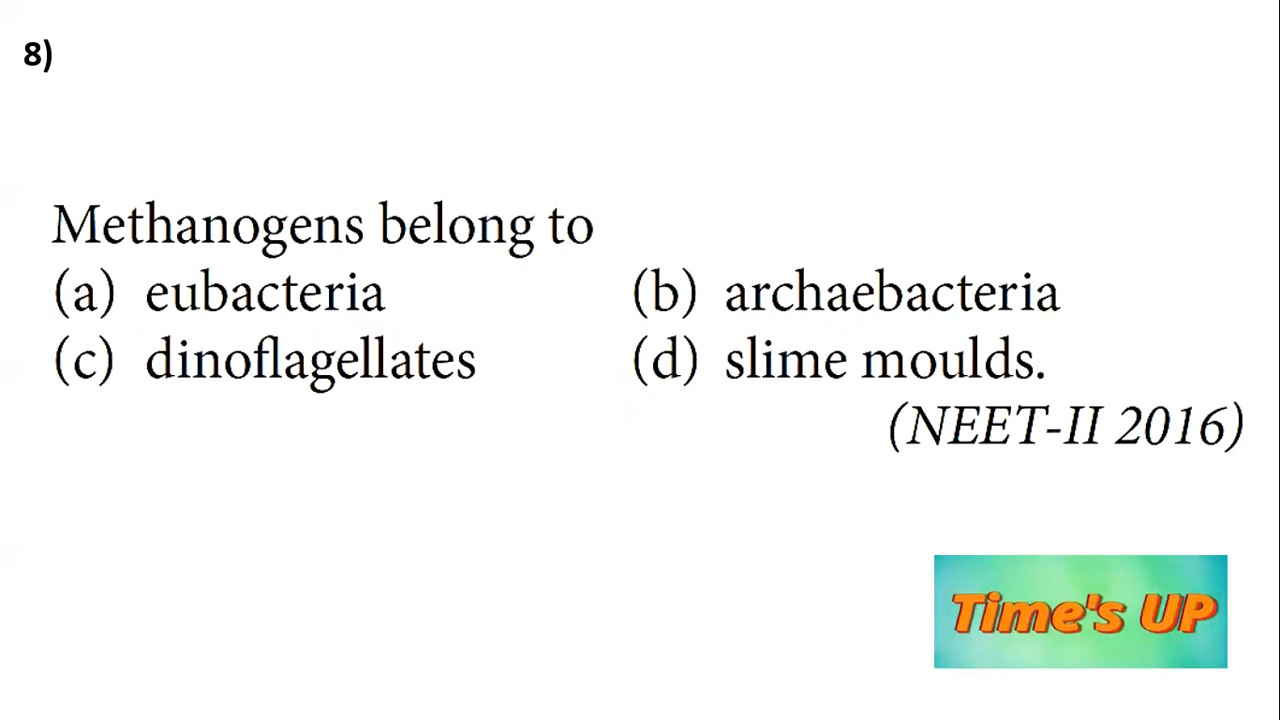 8)
Methanogens belong to
(a) eubacteria (b) archaebacteria
(c) dinoflagellates (d) slime moulds.
(NEET-II 2016)
Time's UP